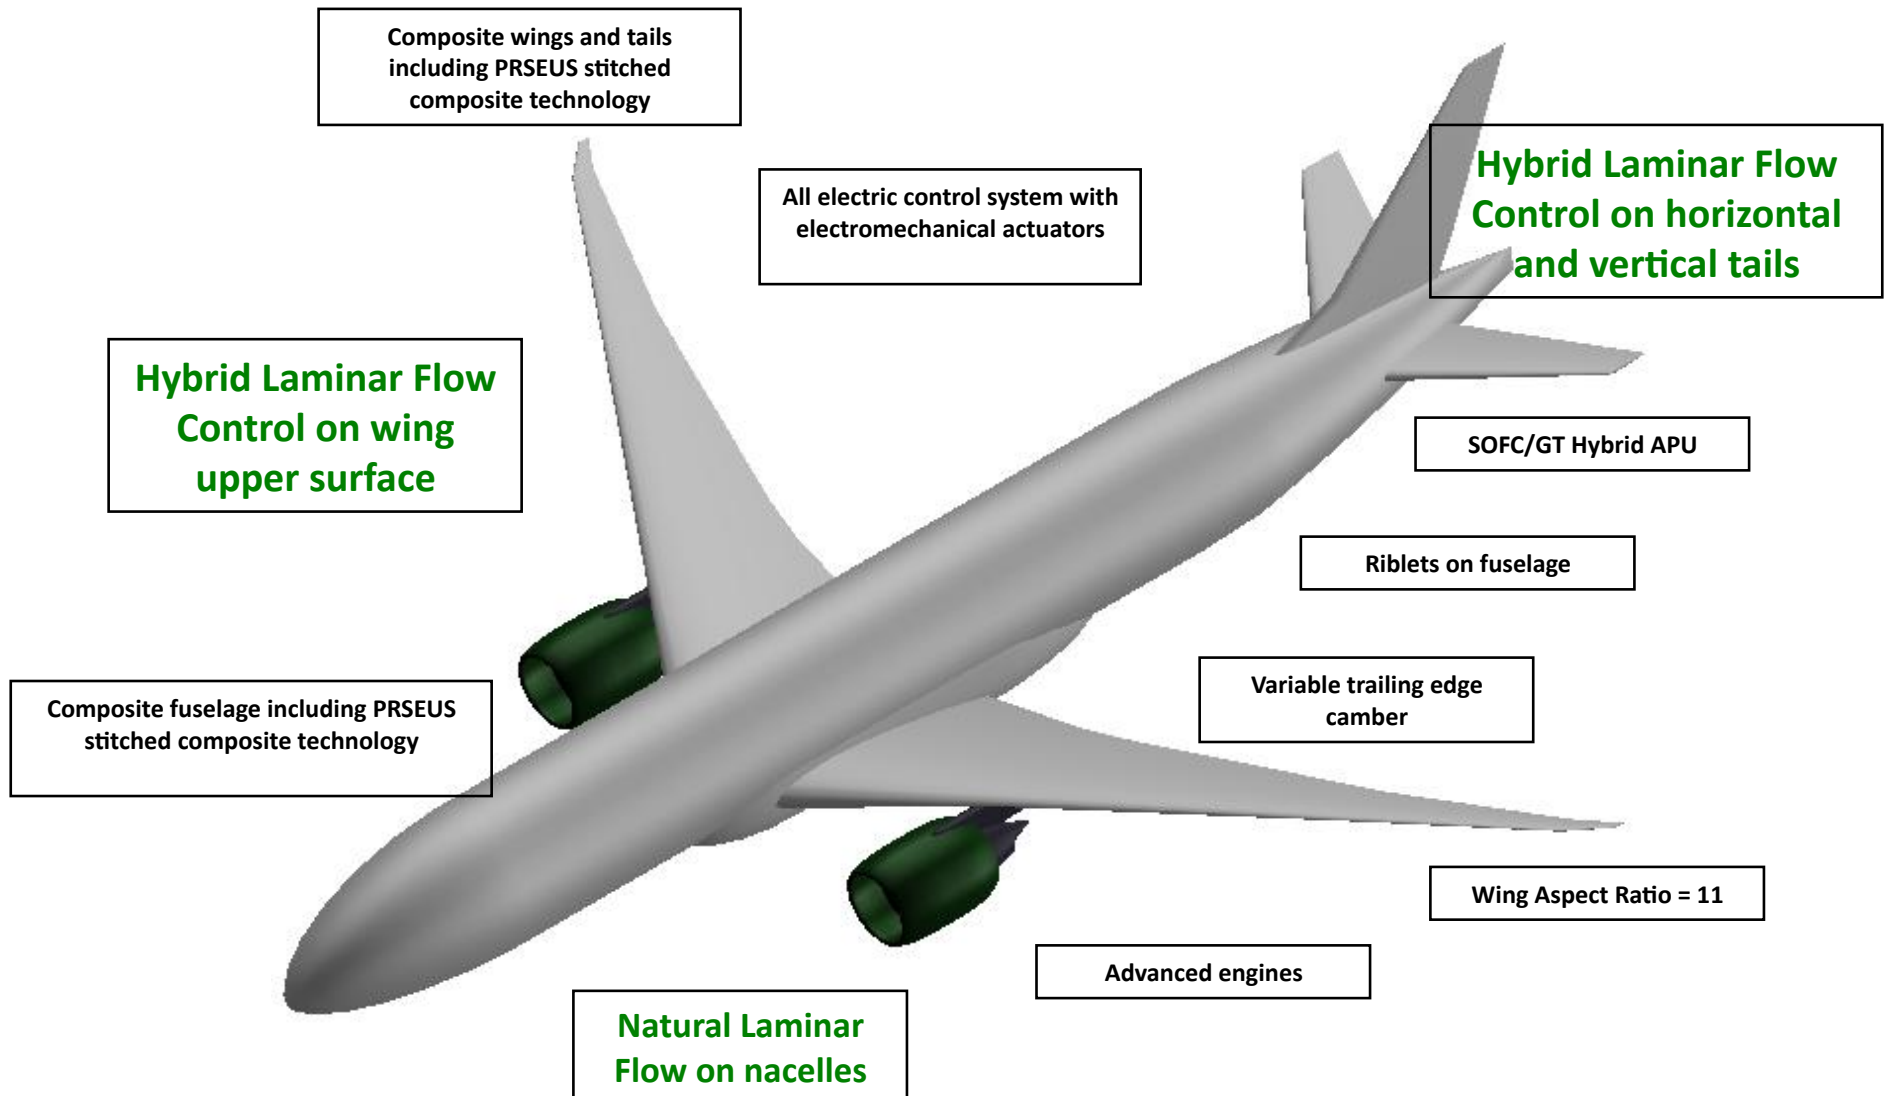 Composite wings and tails
including PRSEUS stitched
composite technology
All electric control system with
electromechanical actuators
Hybrid Laminar Flow
Control on horizontal
and vertical tails
Hybrid Laminar Flow
Control on wing
upper surface
SOFC/GT Hybrid APU
Riblets on fuselage
Composite fuselage including PRSEUS
stitched composite technology
Variable trailing edge
camber
Wing Aspect Ratio = 11
Advanced engines
Natural Laminar
Flow on nacelles